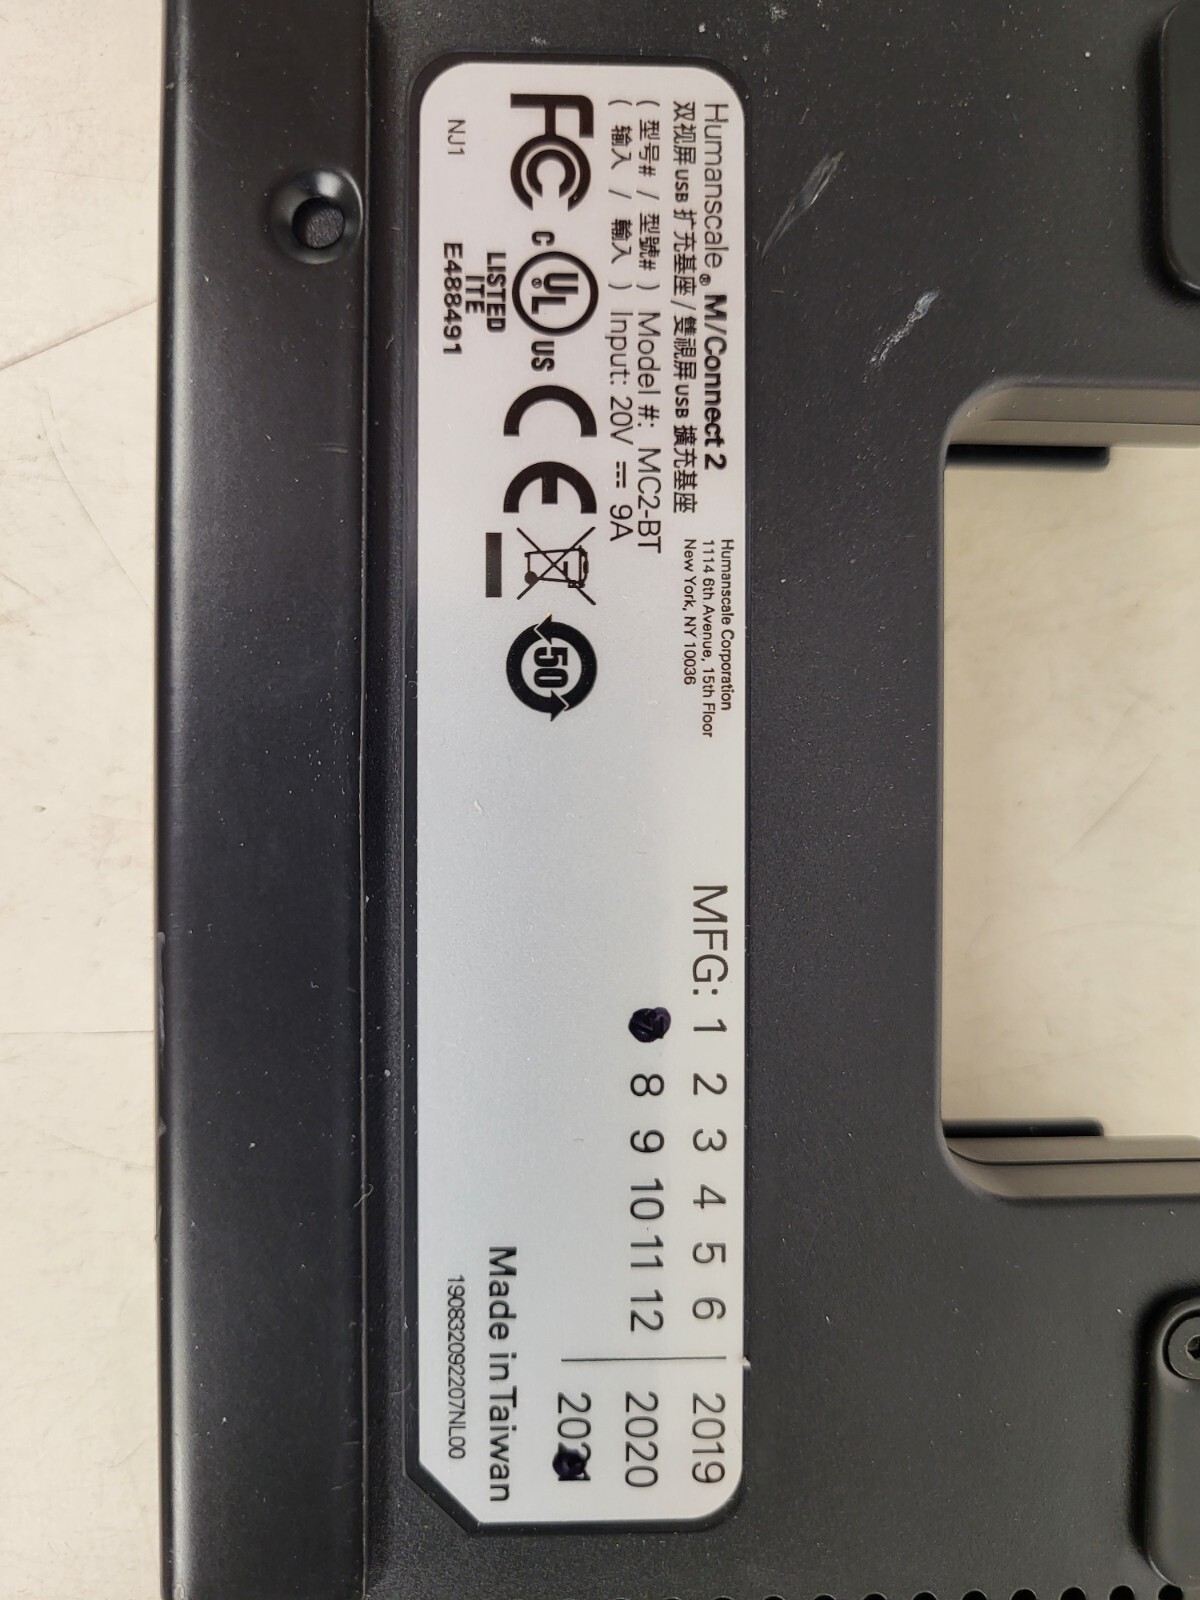 Humanscale® M/Connect 2
双视屏 USB 扩充基座 / 雙視屏 USB 擴充基座
( 型号# / 型號# ) Model #: MC2-BT
( 输入 / 輸入 ) Input: 20V ⎓ 9A
Humanscale Corporation
1114 6th Avenue, 15th Floor
New York, NY 10036
FC
C UL® US
LISTED
ITE
E488491
CE
50
NJ1
MFG: 1 2 3 4 5 6 2019
8 9 10 11 12 2020
2021
Made in Taiwan
190832092207NL00